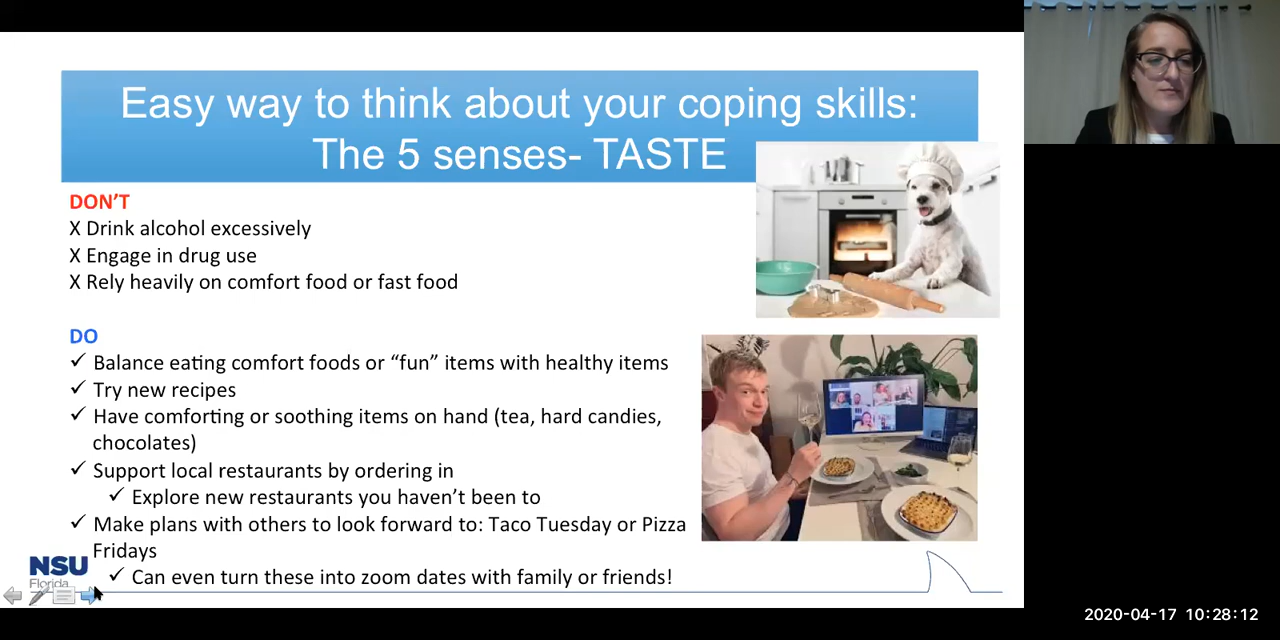 Easy way to think about your coping skills:
The 5 senses- TASTE
DON'T
X Drink alcohol excessively
X Engage in drug use
X Rely heavily on comfort food or fast food
DO
✓ Balance eating comfort foods or “fun” items with healthy items
✓ Try new recipes
✓ Have comforting or soothing items on hand (tea, hard candies,
chocolates)
✓ Support local restaurants by ordering in
✓ Explore new restaurants you haven't been to
✓ Make plans with others to look forward to: Taco Tuesday or Pizza
Fridays
✓ Can even turn these into zoom dates with family or friends!
NSU
Florida
2020-04-17 10:28:12